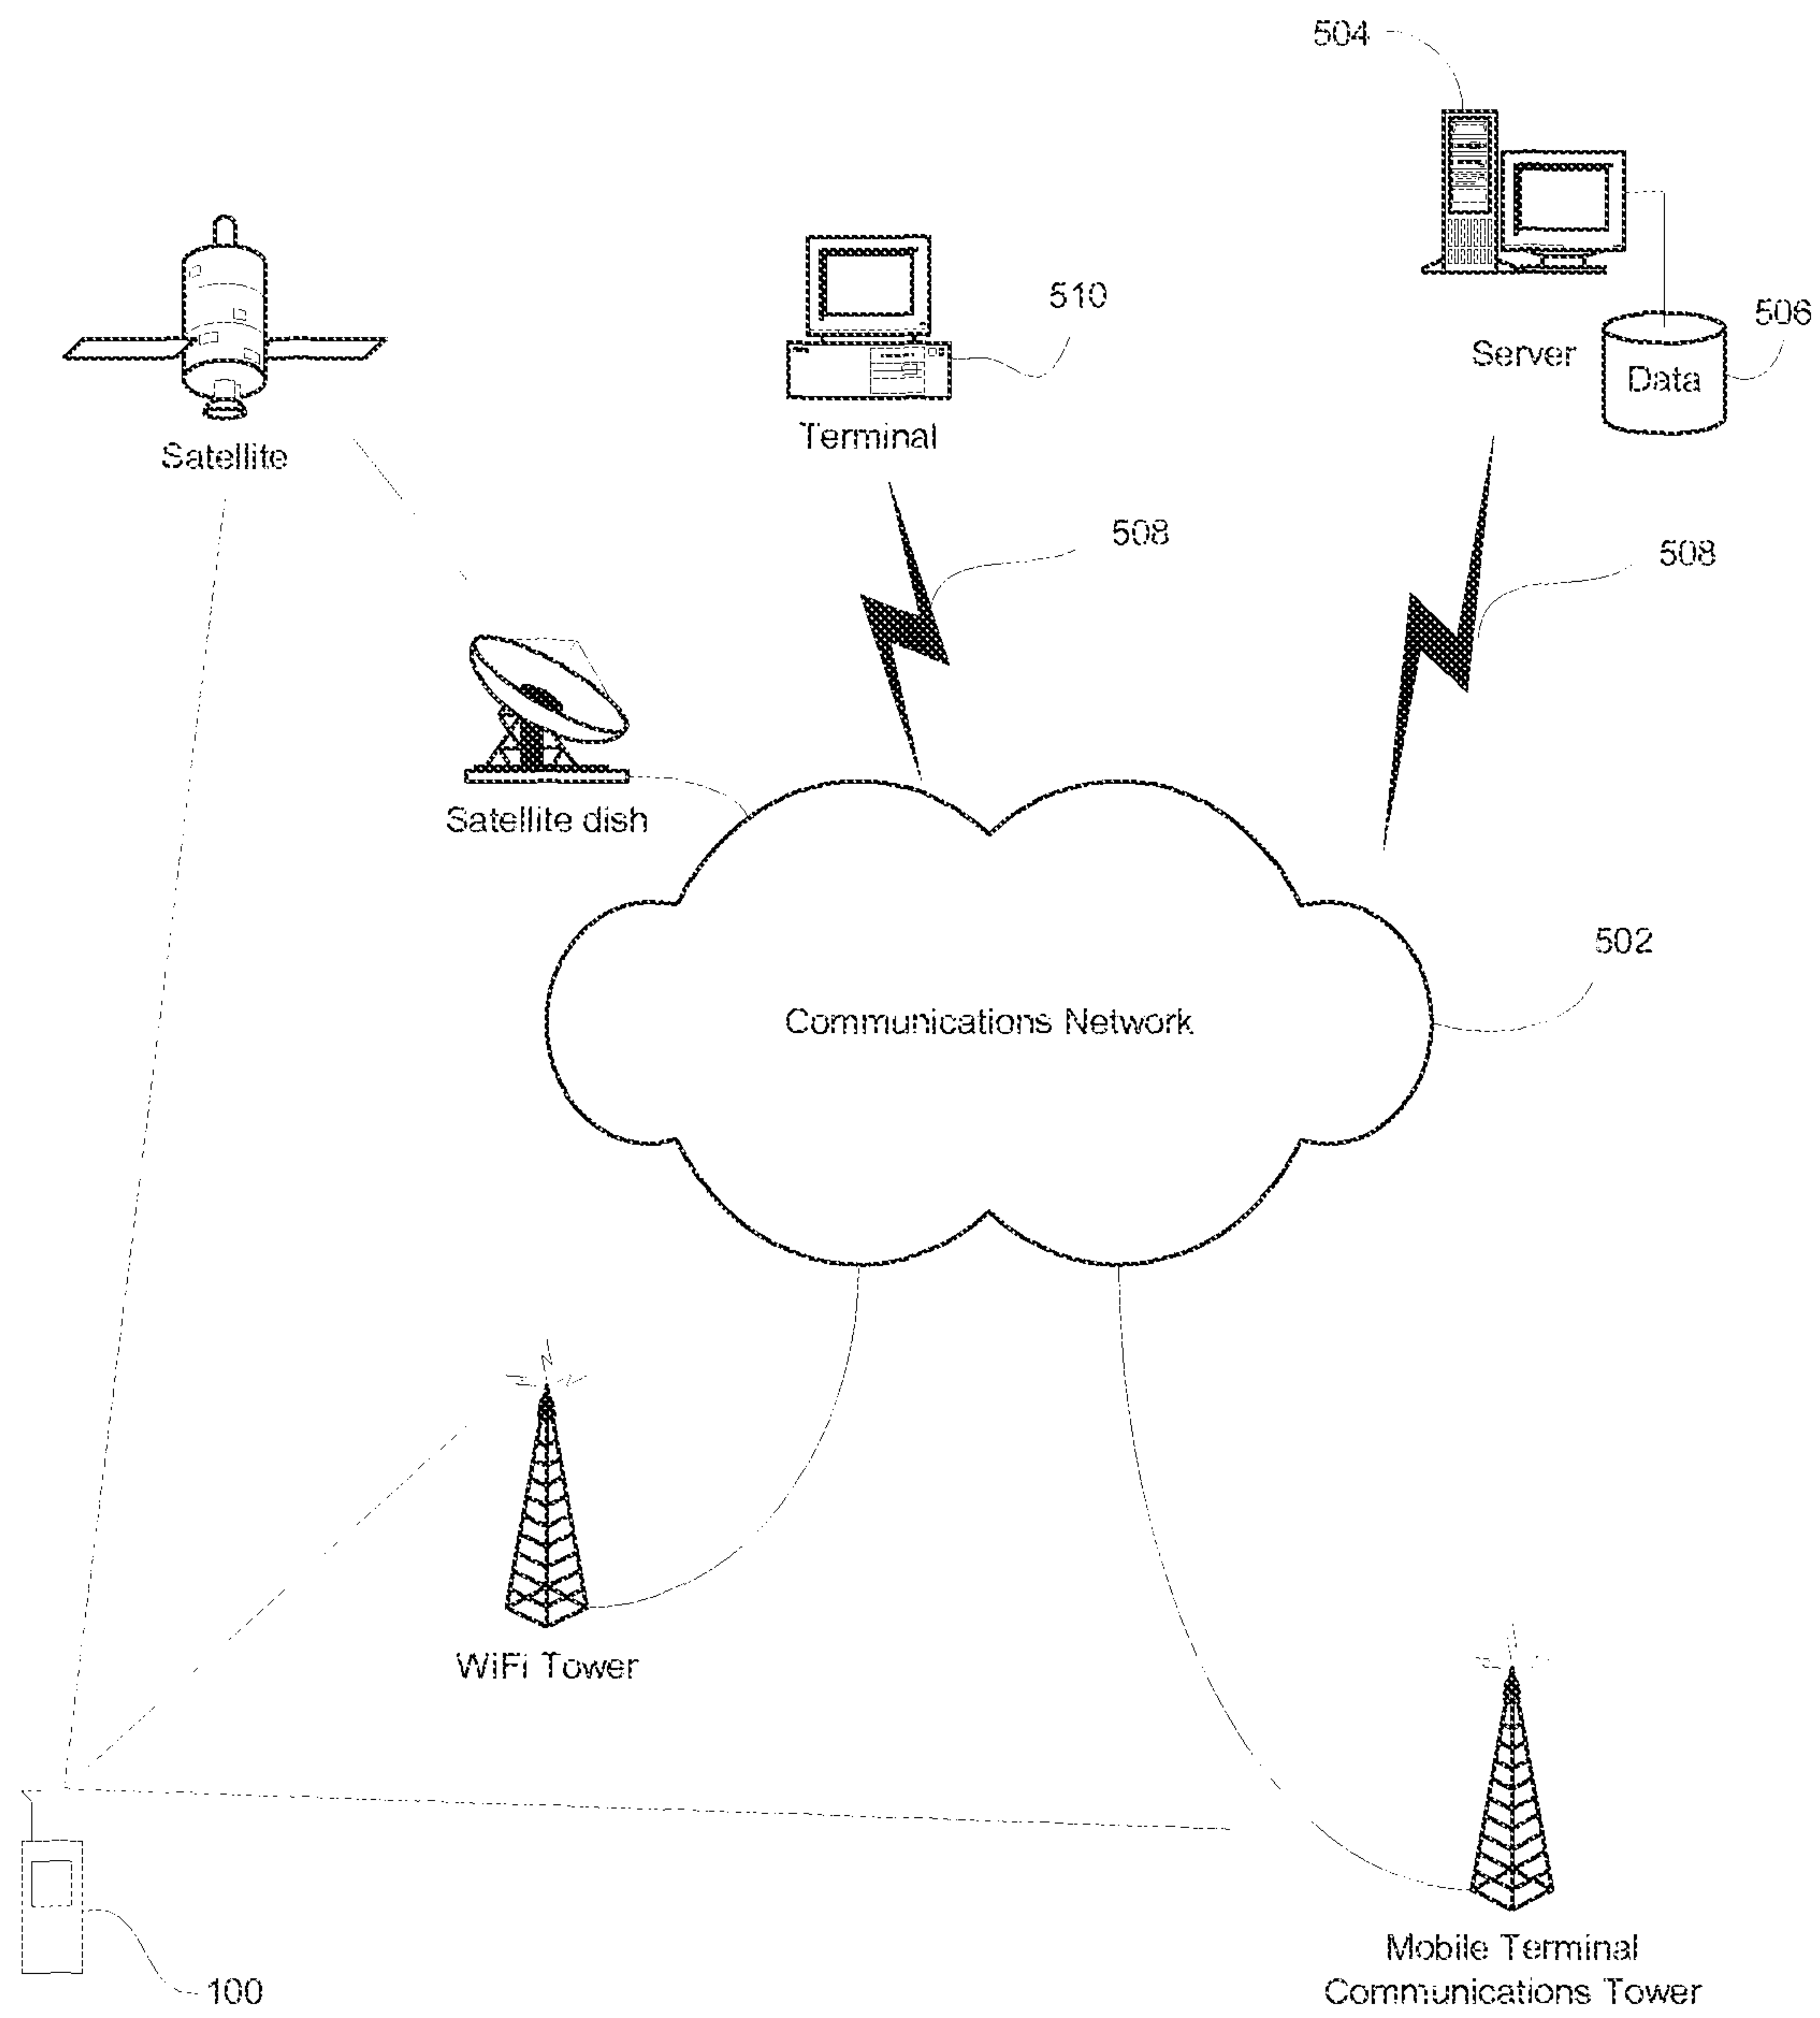 504
510
506
Server
Data
Terminal
Satellite
508
508
Satellite dish
502
Communications Network
WiFi Tower
Mobile Terminal
Communications Tower
100